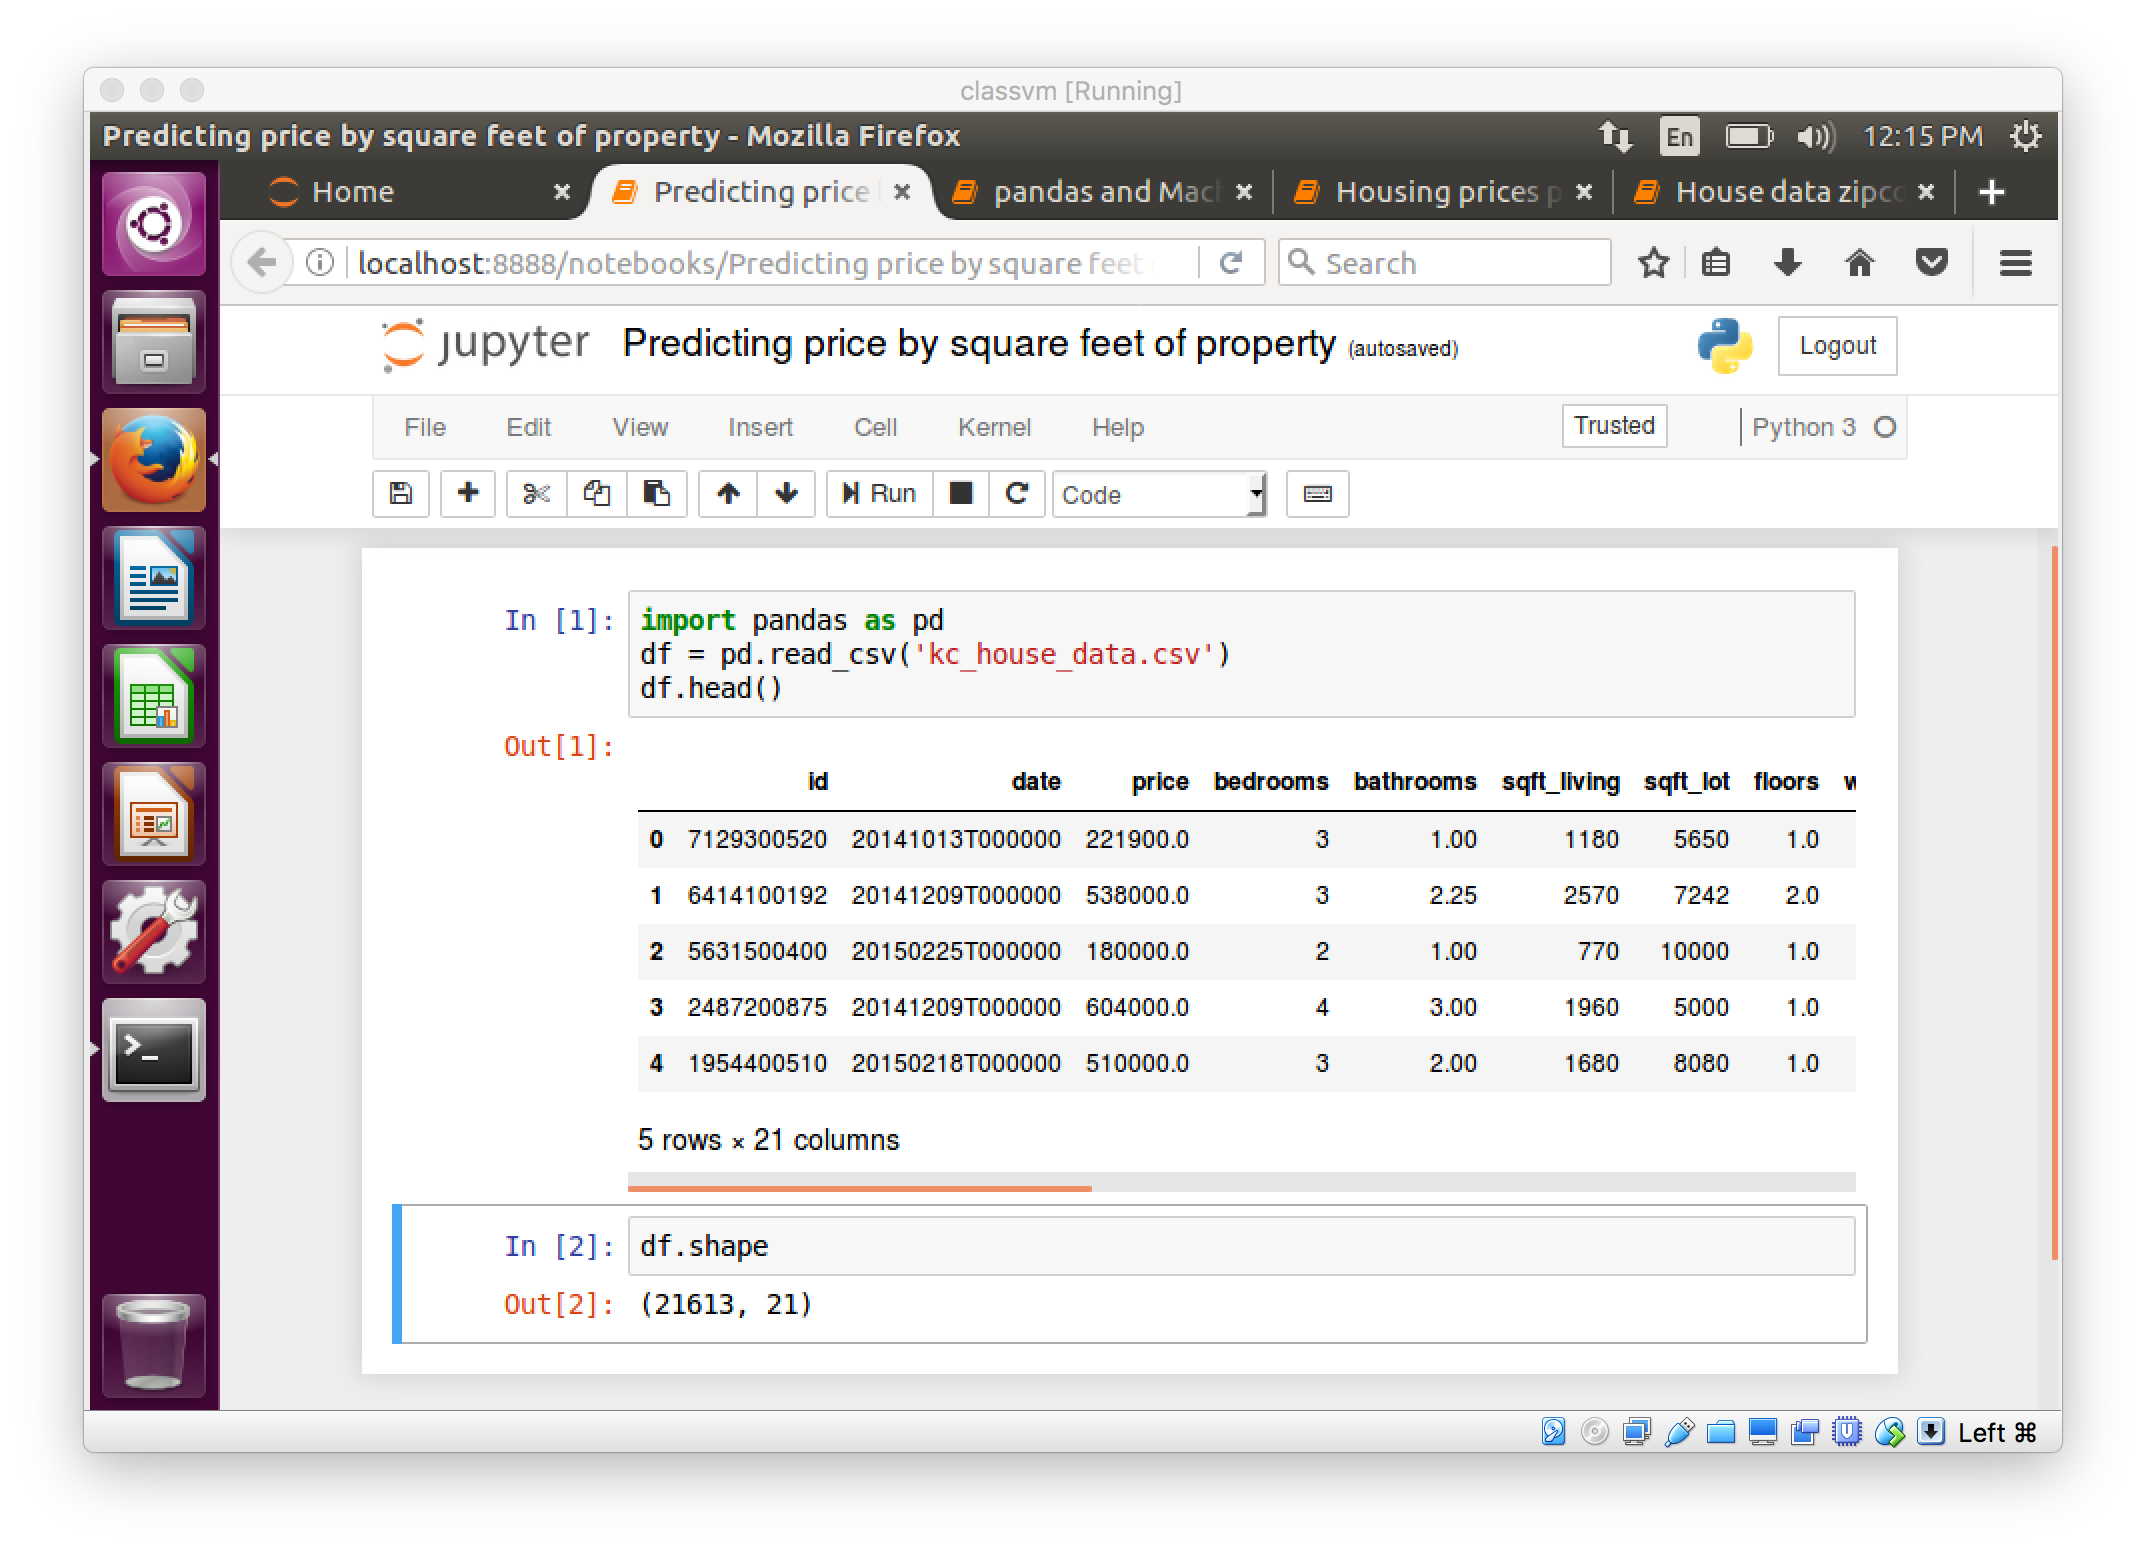 classvm [Running]
Predicting price by square feet of property - Mozilla Firefox
En
12:15 PM
Home
Predicting price
pandas and Mac
Housing prices p
House data zipco
localhost:8888/notebooks/Predicting price by square feet
Search
jupyter
Predicting price by square feet of property (autosaved)
Logout
File Edit View Insert Cell Kernel Help
Trusted
Python 3
Run
Code
In [1]:
import pandas as pd
df = pd.read_csv('kc_house_data.csv')
df.head()
Out[1]:
id date price bedrooms bathrooms sqft_living sqft_lot floors w
0 7129300520 20141013T000000 221900.0 3 1.00 1180 5650 1.0
1 6414100192 20141209T000000 538000.0 3 2.25 2570 7242 2.0
2 5631500400 20150225T000000 180000.0 2 1.00 770 10000 1.0
3 2487200875 20141209T000000 604000.0 4 3.00 1960 5000 1.0
4 1954400510 20150218T000000 510000.0 3 2.00 1680 8080 1.0
5 rows × 21 columns
In [2]: df.shape
Out[2]: (21613, 21)
Left ⌘